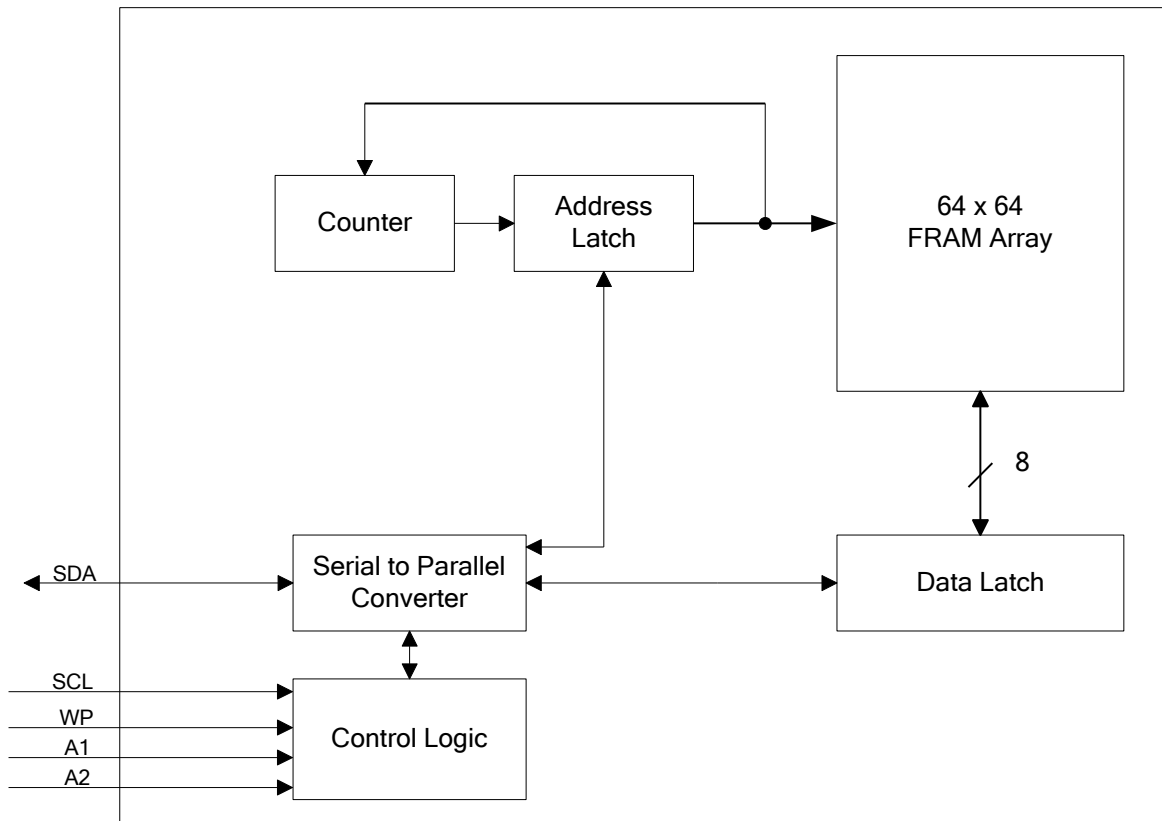 Counter
Address
Latch
64 x 64
FRAM Array
8
SDA
Serial to Parallel
Converter
Data Latch
SCL
WP
A1
A2
Control Logic